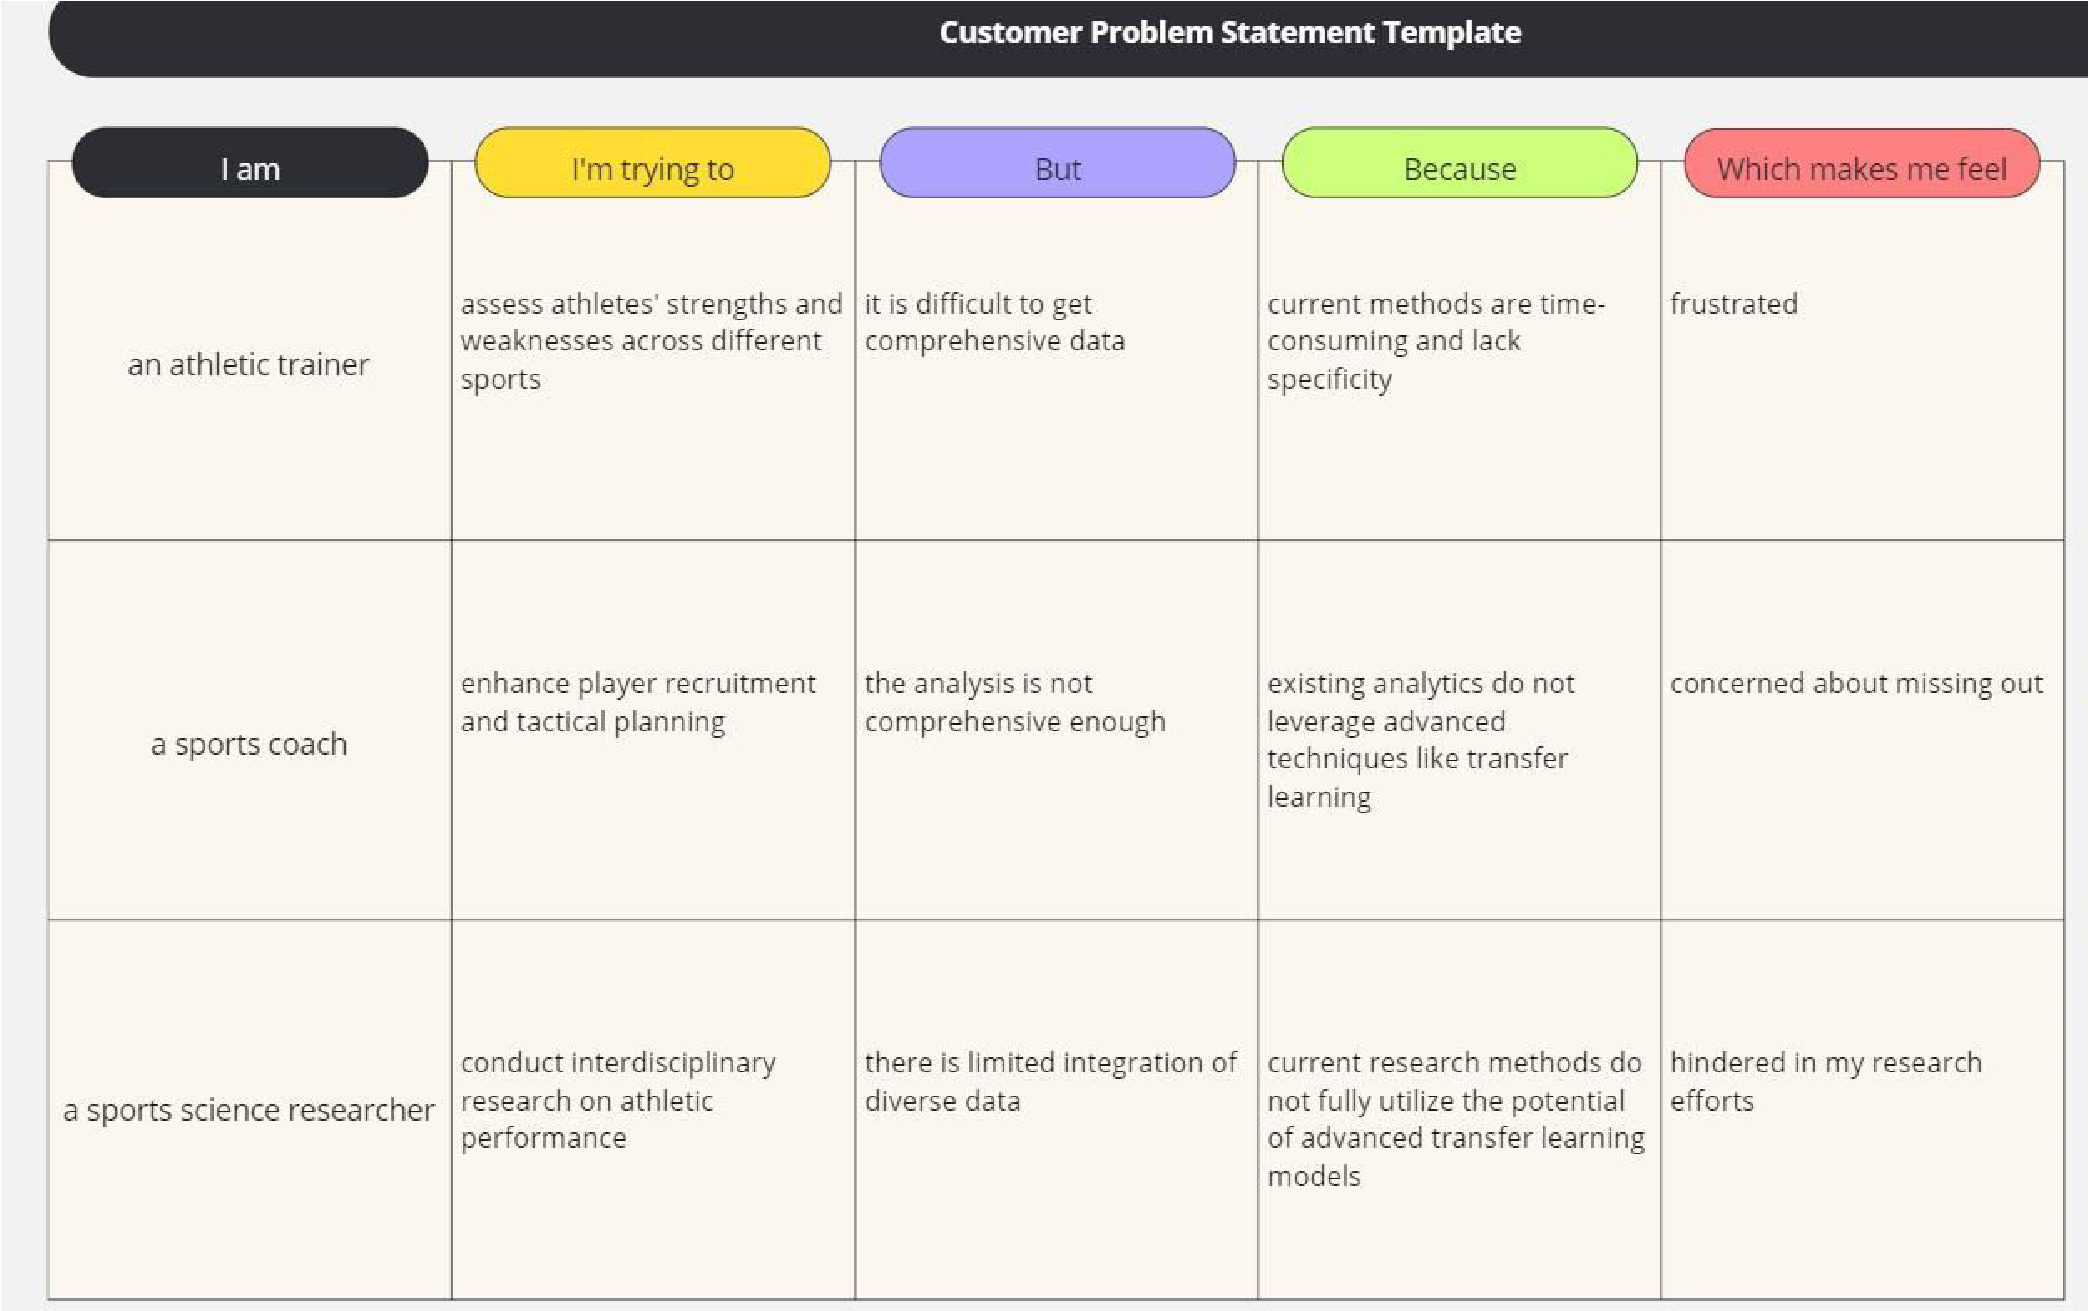 Customer Problem Statement Template
I am
I'm trying to
But
Because
Which makes me feel
an athletic trainer
assess athletes' strengths and
weaknesses across different
sports
it is difficult to get
comprehensive data
current methods are time-
consuming and lack
specificity
frustrated
a sports coach
enhance player recruitment
and tactical planning
the analysis is not
comprehensive enough
existing analytics do not
leverage advanced
techniques like transfer
learning
concerned about missing out
a sports science researcher
conduct interdisciplinary
research on athletic
performance
there is limited integration of
diverse data
current research methods do
not fully utilize the potential
of advanced transfer learning
models
hindered in my research
efforts